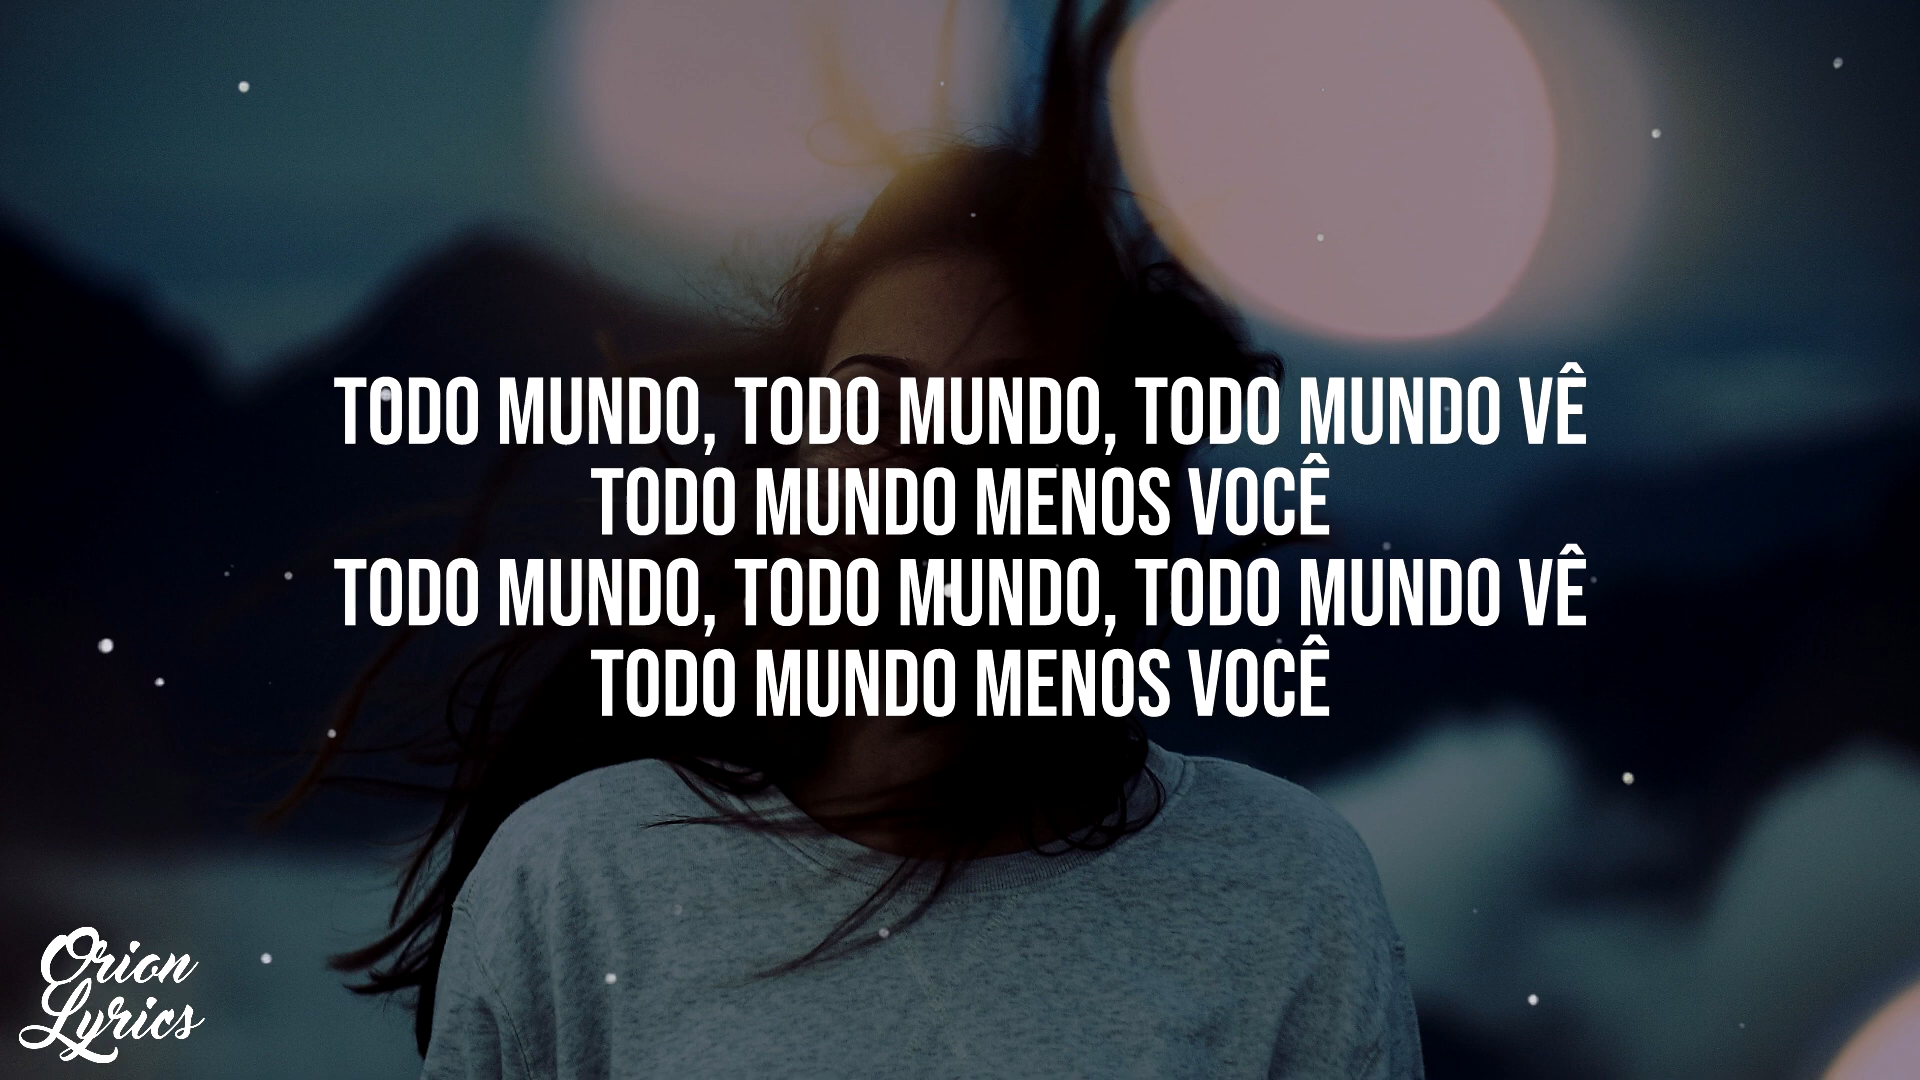 TODO MUNDO, TODO MUNDO, TODO MUNDO VÊ
TODO MUNDO MENOS VOCÊ
TODO MUNDO, TODO MUNDO, TODO MUNDO VÊ
TODO MUNDO MENOS VOCÊ
Orion
Lyrics